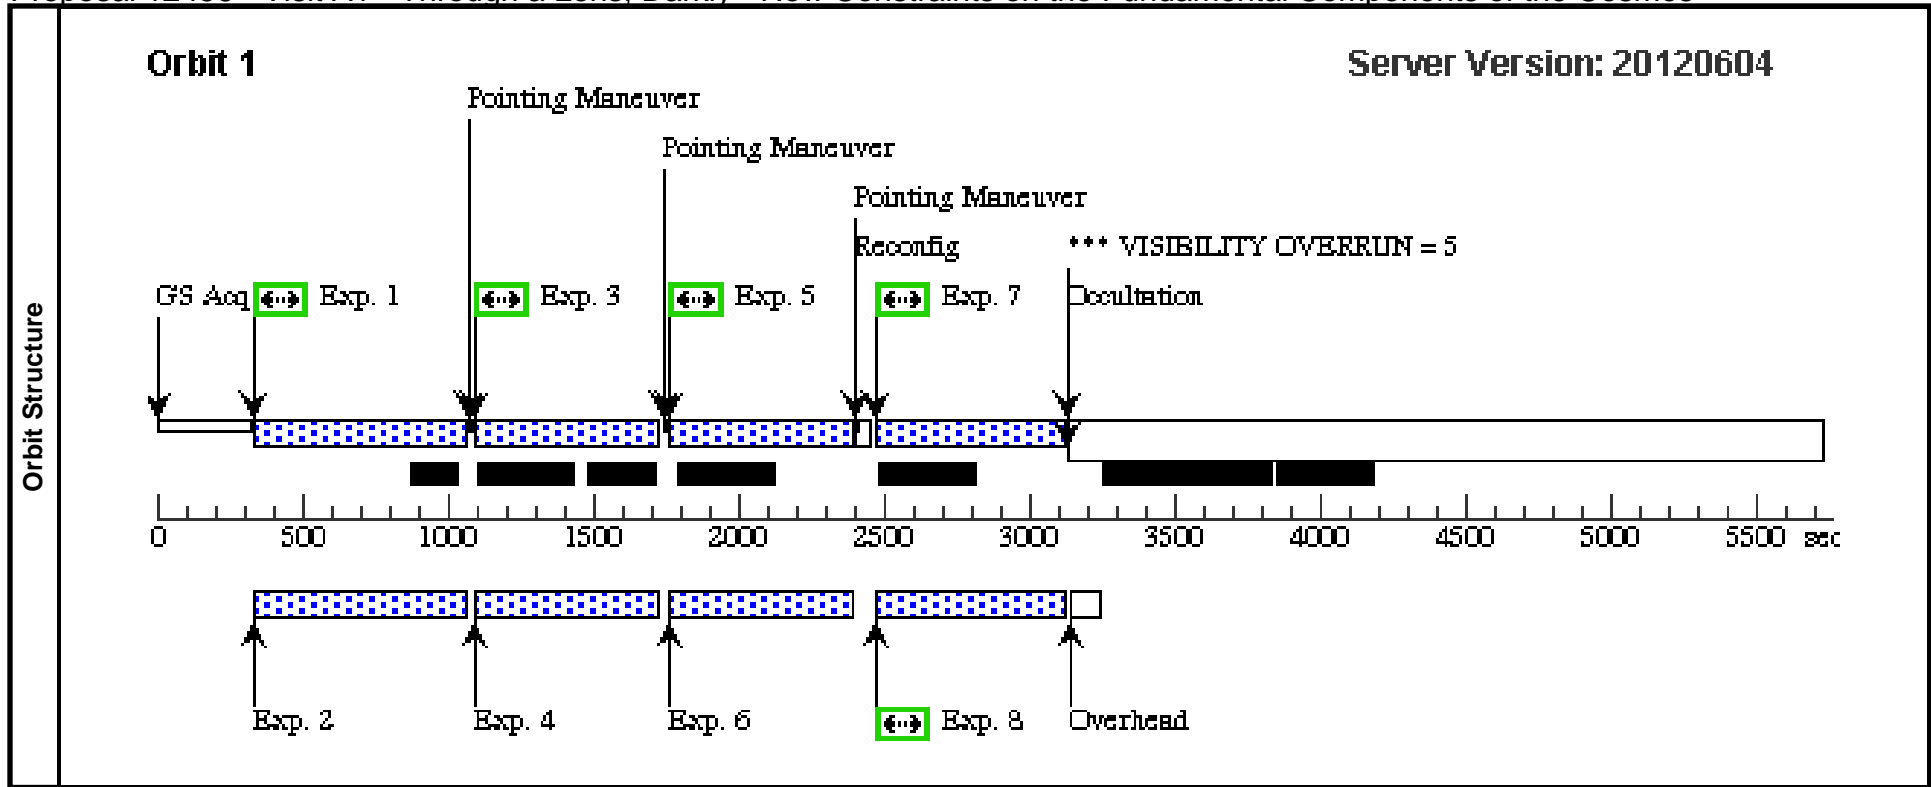 Orbit 1
Server Version: 20120604
Pointing Maneuver
Pointing Maneuver
Pointing Maneuver
Reconfig
*** VISIBILITY OVERRUN = 5
GS Acq
Exp. 1
Exp. 3
Exp. 5
Exp. 7
Occultation
Orbit Structure
0 500 1000 1500 2000 2500 3000 3500 4000 4500 5000 5500 sec
Exp. 2
Exp. 4
Exp. 6
Exp. 8
Overhead